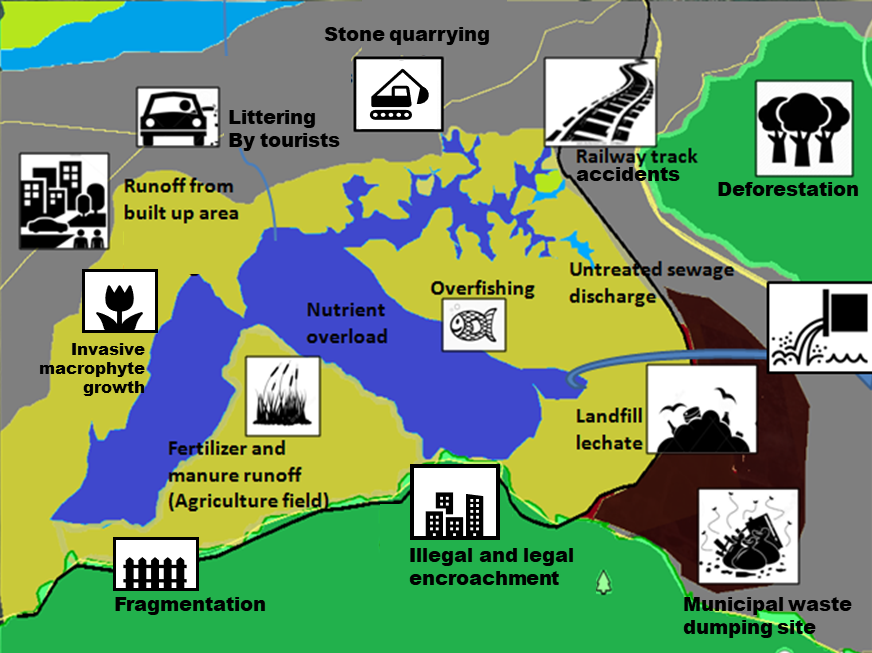 Stone quarrying
Littering
By tourists
Railway track
accidents
Deforestation
Runoff from
built up area
Untreated sewage
discharge
Overfishing
Nutrient
overload
Invasive
macrophyte
growth
Landfill
lechate
Fertilizer and
manure runoff
(Agriculture field)
Illegal and legal
encroachment
Fragmentation
Municipal waste
dumping site